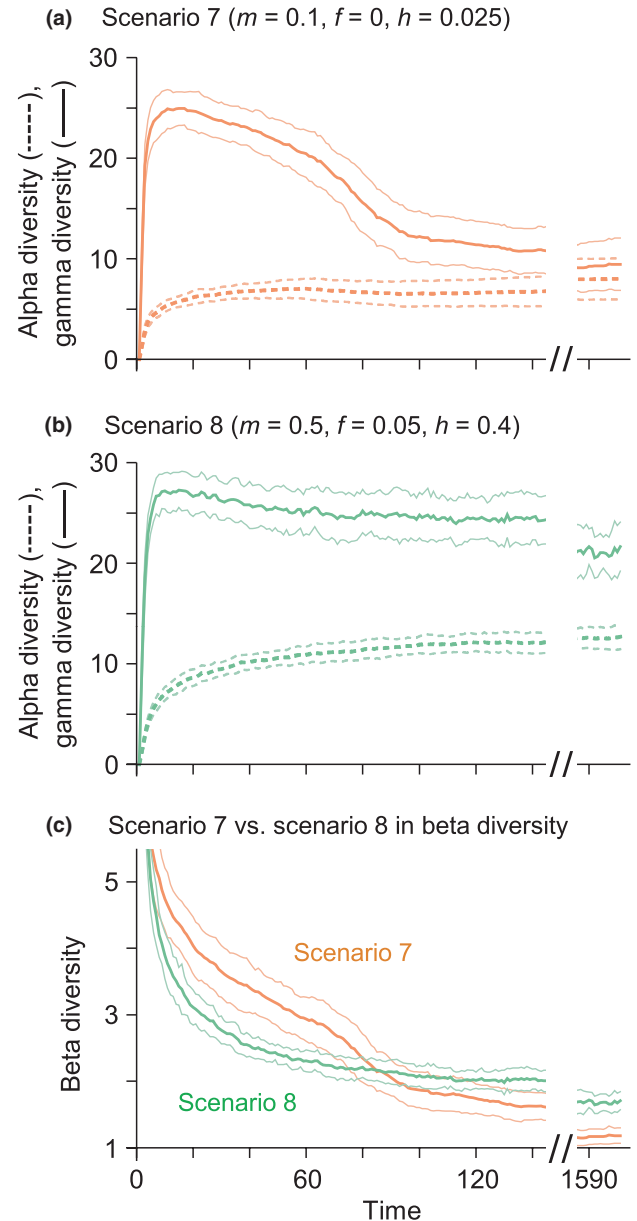 (a) Scenario 7 (m = 0.1, f = 0, h = 0.025)
Alpha diversity (-----),
gamma diversity (——)
30
20
10
0
(b) Scenario 8 (m = 0.5, f = 0.05, h = 0.4)
Alpha diversity (-----),
gamma diversity (——)
30
20
10
0
(c) Scenario 7 vs. scenario 8 in beta diversity
Beta diversity
5
3
1
Scenario 7
Scenario 8
0 60 120 1590
Time